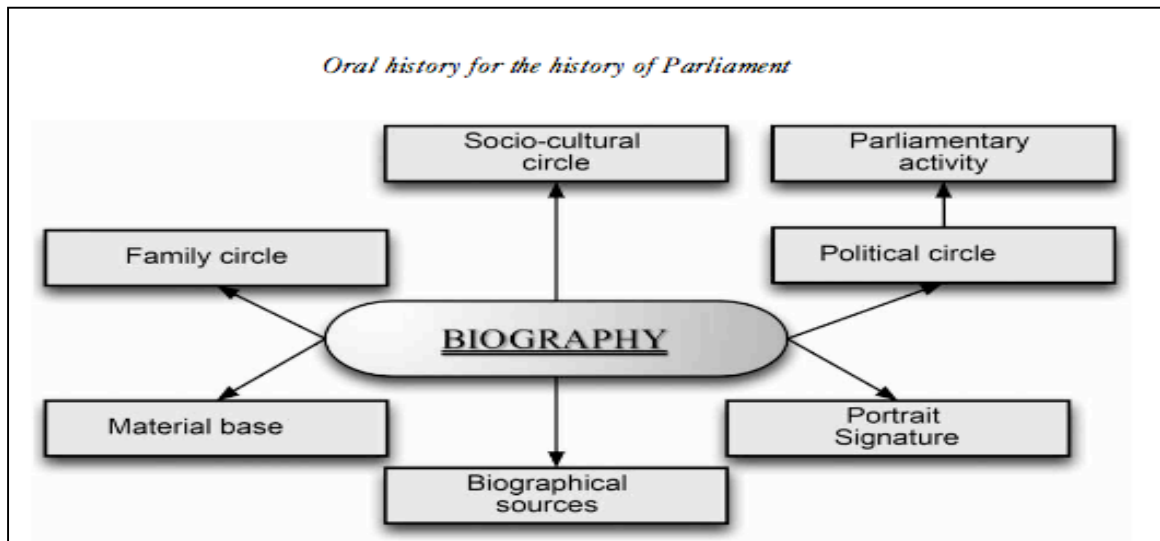 Oral history for the history of Parliament
Socio-cultural
circle
Parliamentary
activity
Family circle
Political circle
BIOGRAPHY
Material base
Portrait
Signature
Biographical
sources